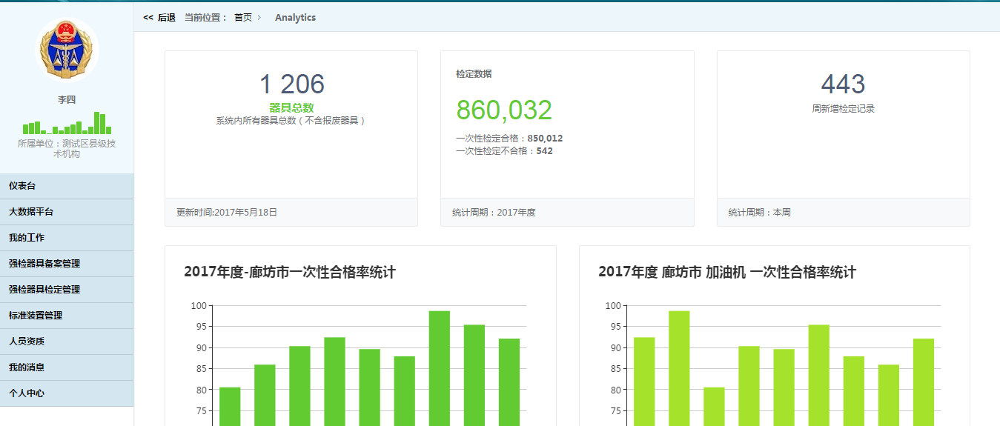 << 后退 当前位置： 首页 > Analytics
李四
所属单位：测试区县级技
术机构
仪表台
大数据平台
我的工作
强检器具备案管理
强检器具检定管理
标准装置管理
人员资质
我的消息
个人中心
1 206
器具总数
系统内所有器具总数（不含报废器具）
更新时间:2017年5月18日
检定数据
860,032
一次性检定合格：850,012
一次性检定不合格：542
统计周期：2017年度
443
周新增检定记录
统计周期：本周
2017年度-廊坊市一次性合格率统计
100
95
90
85
80
75
2017年度 廊坊市 加油机 一次性合格率统计
100
95
90
85
80
75